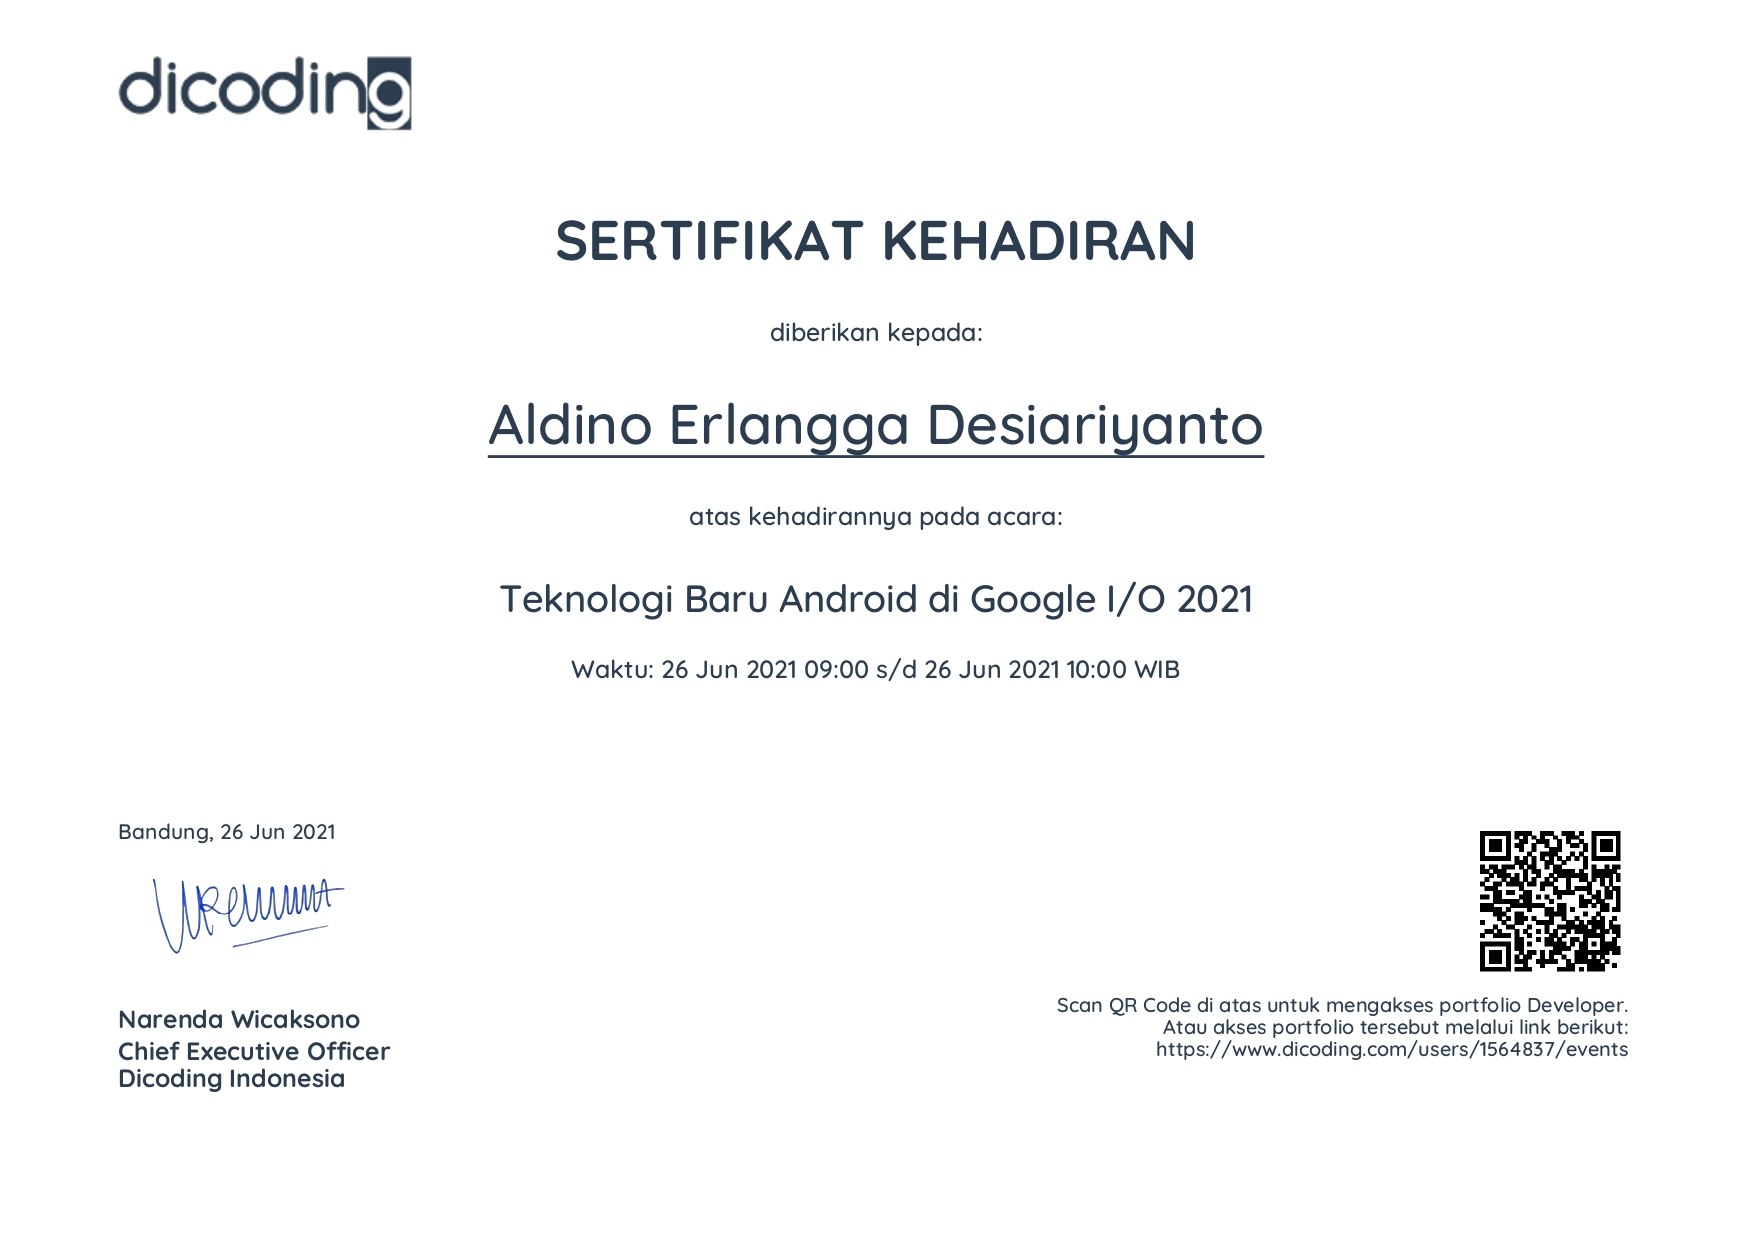 dicoding
SERTIFIKAT KEHADIRAN
diberikan kepada:
Aldino Erlangga Desiariyanto
atas kehadirannya pada acara:
Teknologi Baru Android di Google I/O 2021
Waktu: 26 Jun 2021 09:00 s/d 26 Jun 2021 10:00 WIB
Bandung, 26 Jun 2021
Narenda Wicaksono
Chief Executive Officer
Dicoding Indonesia
Scan QR Code di atas untuk mengakses portfolio Developer.
Atau akses portfolio tersebut melalui link berikut:
https://www.dicoding.com/users/1564837/events